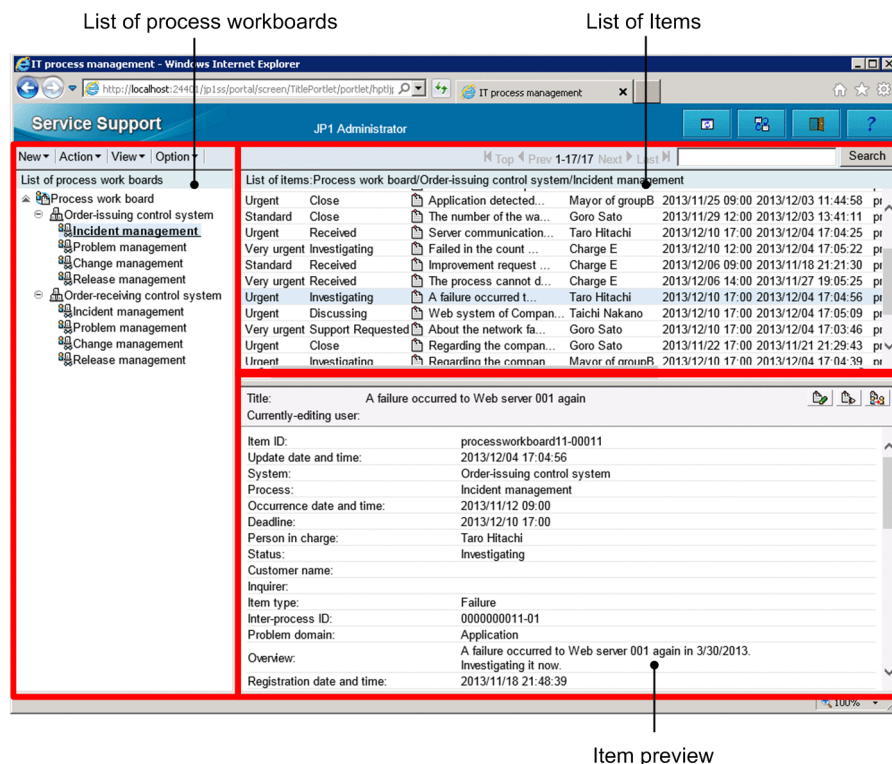 List of process workboards
List of Items
IT process management - Windows Internet Explorer
http://localhost:24401/jp1ss/portal/screen/TitlePortlet/portlet/hptl
IT process management
Service Support
JP1 Administrator
?
New Action View Option
Top Prev 1-17/17 Next Last
Search
List of process work boards
List of items:Process work board/Order-issuing control system/Incident management
Process work board
Order-issuing control system
Incident management
Problem management
Change management
Release management
Order-receiving control system
Incident management
Problem management
Change management
Release management
Urgent Close Application detected... Mayor of groupB 2013/11/25 09:00 2013/12/03 11:44:58
Standard Close The number of the wa... Goro Sato 2013/11/29 12:00 2013/12/03 13:41:11
Urgent Received Server communication... Taro Hitachi 2013/12/10 17:00 2013/12/04 17:04:25
Very urgent Investigating Failed in the count ... Charge E 2013/12/10 12:00 2013/12/04 17:05:22
Standard Received Improvement request ... Charge E 2013/12/06 09:00 2013/11/18 21:21:30
Very urgent Received The process cannot d... Charge E 2013/12/06 14:00 2013/11/27 19:05:25
Urgent Investigating A failure occurred t... Taro Hitachi 2013/12/10 17:00 2013/12/04 17:04:56
Urgent Discussing Web system of Compan... Taichi Nakano 2013/12/10 17:00 2013/12/04 17:05:09
Very urgent Support Requested About the network fa... Goro Sato 2013/12/10 17:00 2013/12/04 17:03:46
Urgent Close Regarding the compan... Goro Sato 2013/11/22 17:00 2013/11/21 21:29:43
Urgent Investigating Regarding the compan... Mayor of groupB 2013/12/10 17:00 2013/12/04 17:04:39
Title: A failure occurred to Web server 001 again
Currently-editing user:
Item ID: processworkboard11-00011
Update date and time: 2013/12/04 17:04:56
System: Order-issuing control system
Process: Incident management
Occurrence date and time: 2013/11/12 09:00
Deadline: 2013/12/10 17:00
Person in charge: Taro Hitachi
Status: Investigating
Customer name:
Inquirer:
Item type: Failure
Inter-process ID: 0000000011-01
Problem domain: Application
Overview: A failure occurred to Web server 001 again in 3/30/2013.
Investigating it now.
Registration date and time: 2013/11/18 21:48:39
100%
Item preview